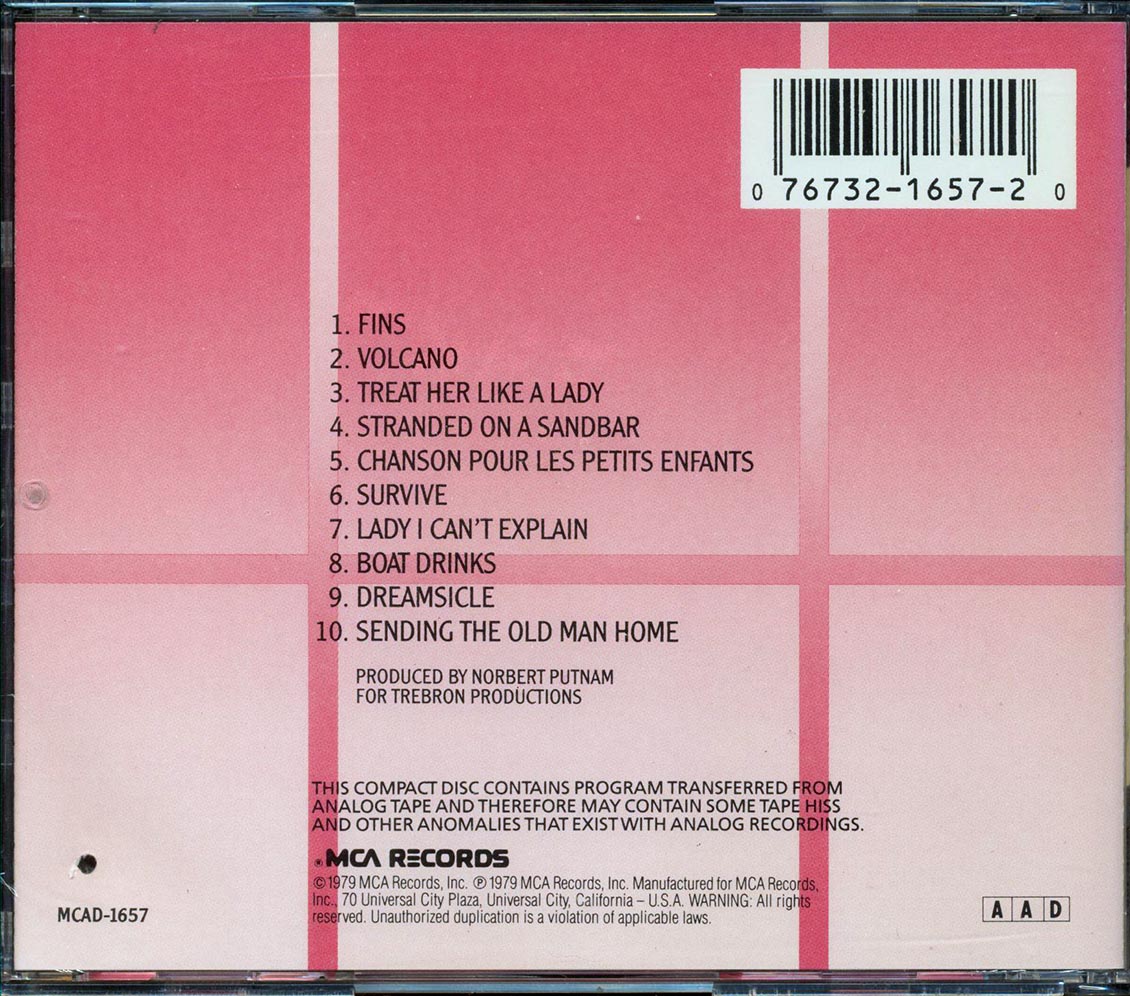 0 76732-1657-2 0
1. FINS
2. VOLCANO
3. TREAT HER LIKE A LADY
4. STRANDED ON A SANDBAR
5. CHANSON POUR LES PETITS ENFANTS
6. SURVIVE
7. LADY I CAN'T EXPLAIN
8. BOAT DRINKS
9. DREAMSICLE
10. SENDING THE OLD MAN HOME
PRODUCED BY NORBERT PUTNAM
FOR TREBRON PRODUCTIONS
THIS COMPACT DISC CONTAINS PROGRAM TRANSFERRED FROM
ANALOG TAPE AND THEREFORE MAY CONTAIN SOME TAPE HISS
AND OTHER ANOMALIES THAT EXIST WITH ANALOG RECORDINGS.
® MCA RECORDS
© 1979 MCA Records, Inc. ℗ 1979 MCA Records, Inc. Manufactured for MCA Records,
Inc., 70 Universal City Plaza, Universal City, California – U.S.A. WARNING: All rights
reserved. Unauthorized duplication is a violation of applicable laws.
MCAD-1657
A A D